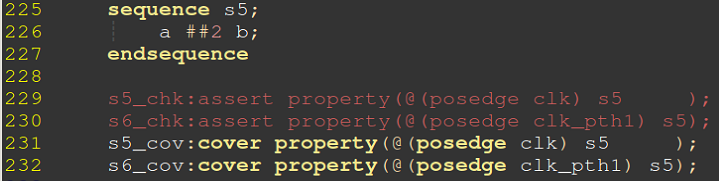 225     sequence s5;
226         a ##2 b;
227     endsequence
228
229     s5_chk:assert property(@(posedge clk) s5      );
230     s6_chk:assert property(@(posedge clk_pth1) s5);
231     s5_cov:cover property(@(posedge clk) s5      );
232     s6_cov:cover property(@(posedge clk_pth1) s5);